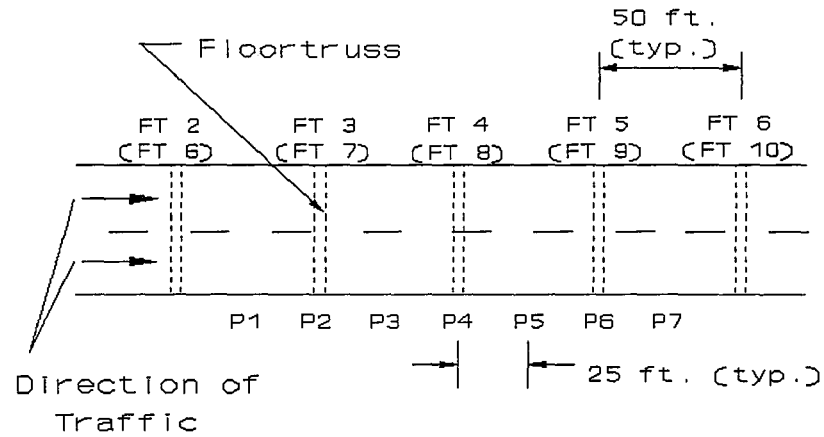 50 ft.
(typ.)
Floortruss
FT 2 FT 3 FT 4 FT 5 FT 6
(FT 6) (FT 7) (FT 8) (FT 9) (FT 10)
P1 P2 P3 P4 P5 P6 P7
25 ft. (typ.)
Direction of
Traffic